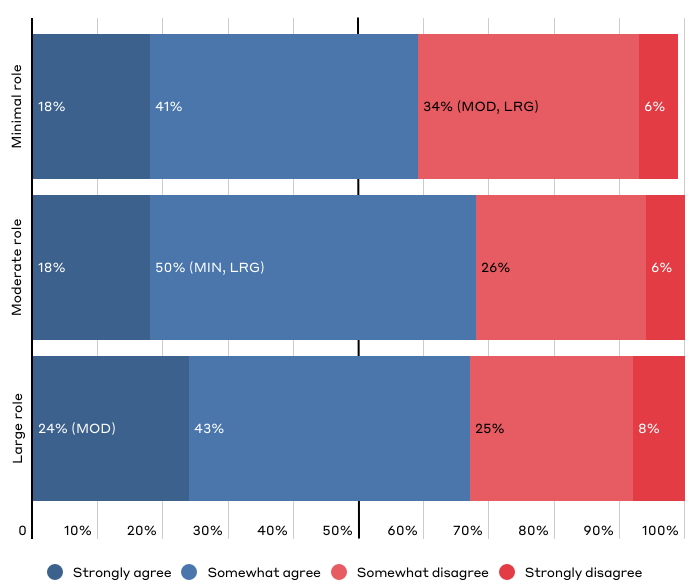 Minimal role
18%
41%
34% (MOD, LRG)
6%
Moderate role
18%
50% (MIN, LRG)
26%
6%
Large role
24% (MOD)
43%
25%
8%
0 10% 20% 30% 40% 50% 60% 70% 80% 90% 100%
Strongly agree Somewhat agree Somewhat disagree Strongly disagree